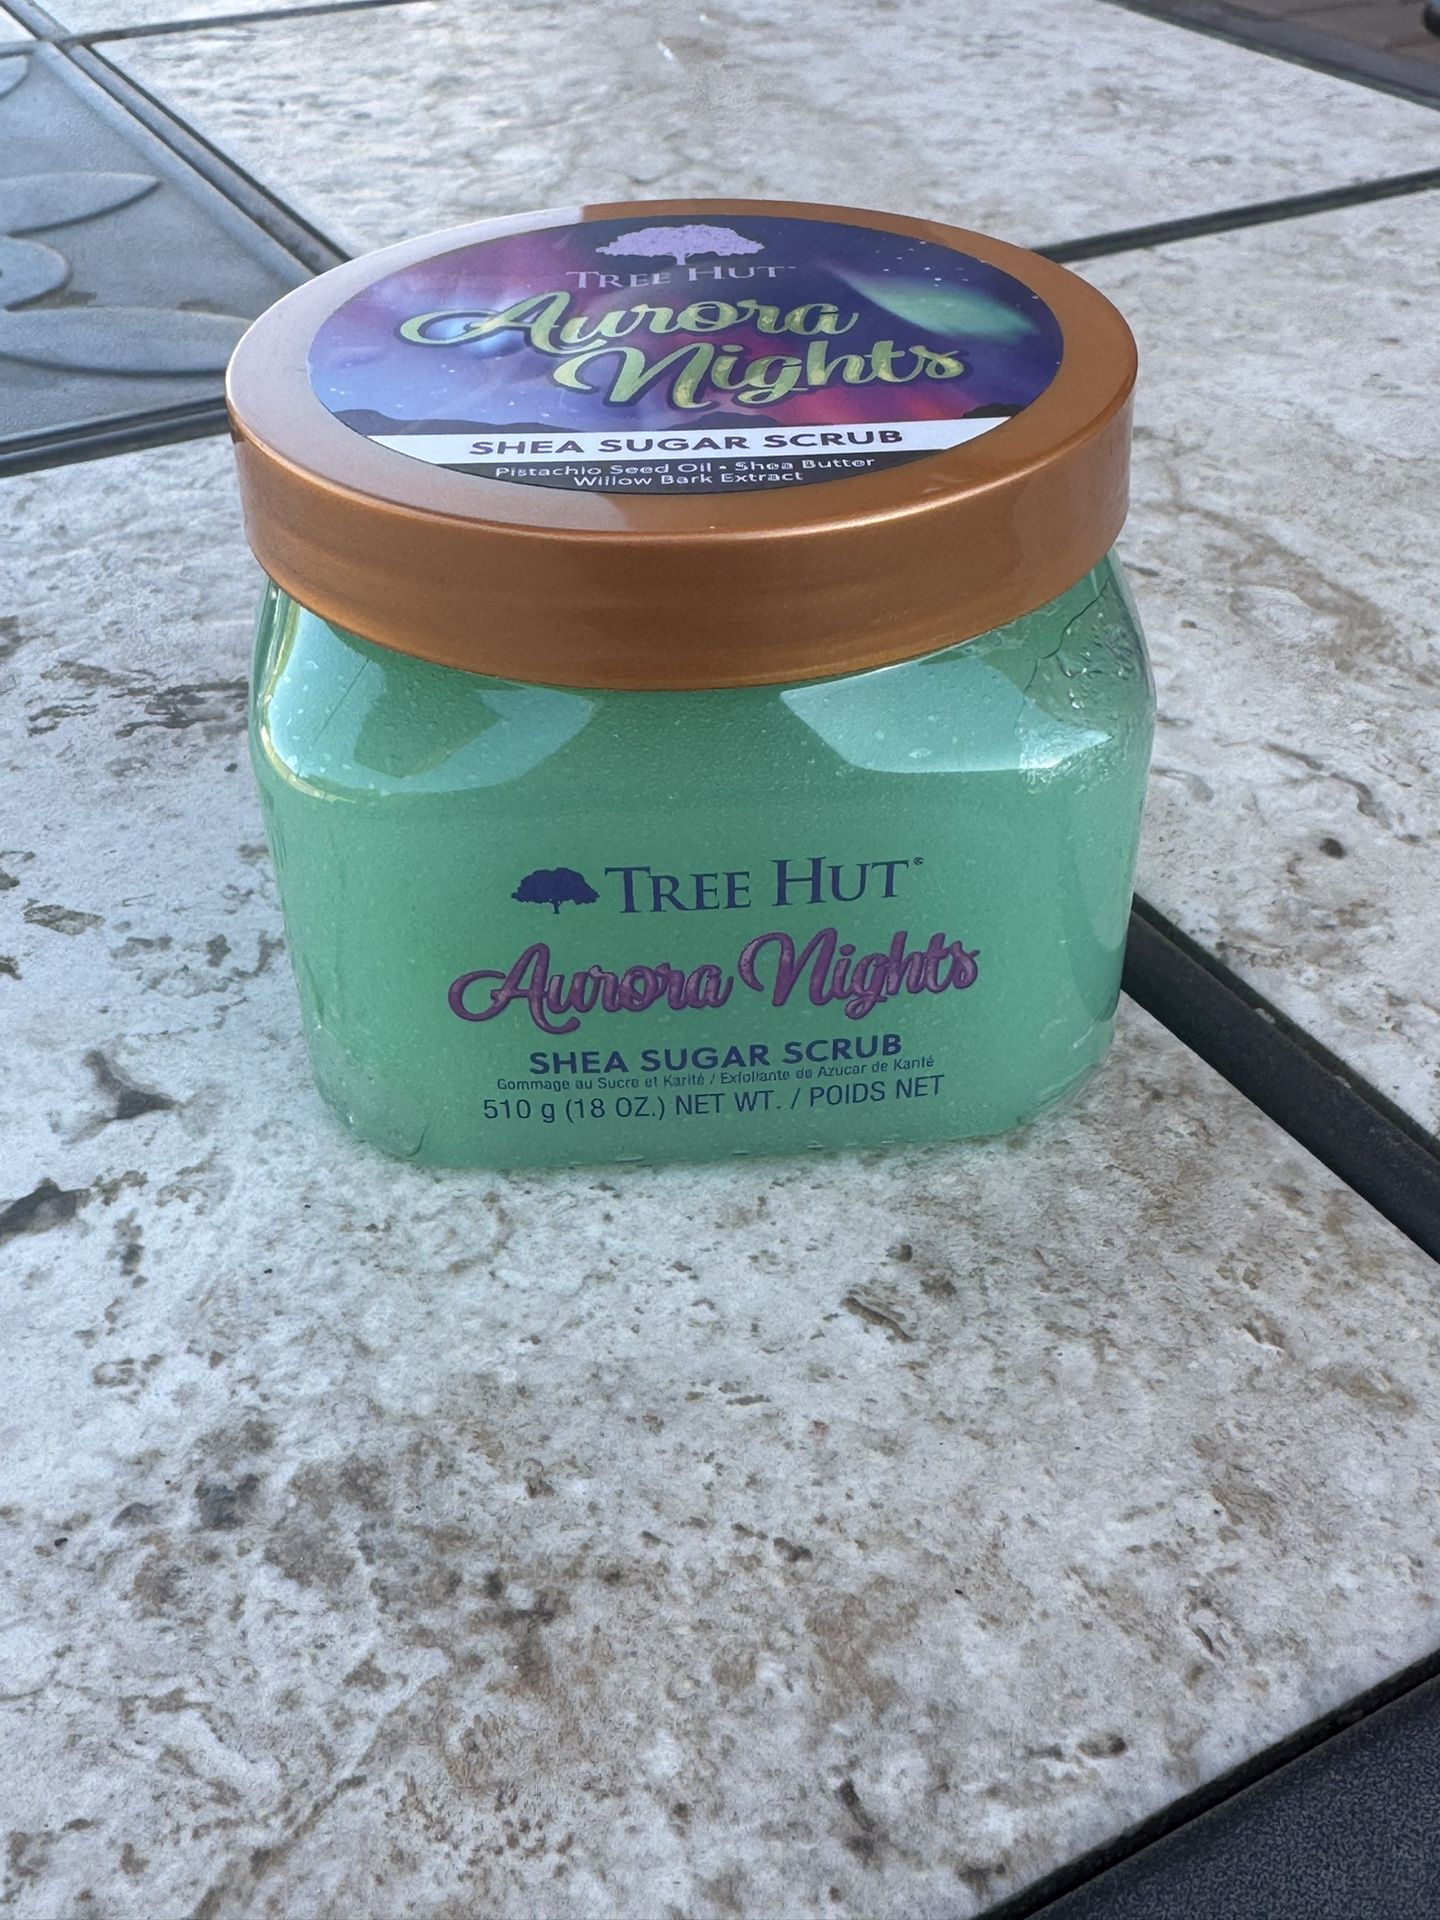 TREE HUT™
Aurora
Nights
SHEA SUGAR SCRUB
Pistachio Seed Oil • Shea Butter
Willow Bark Extract
TREE HUT®
Aurora Nights
SHEA SUGAR SCRUB
Gommage au Sucre et Karité / Exfoliante de Azucar de Karité
510 g (18 OZ.) NET WT. / POIDS NET